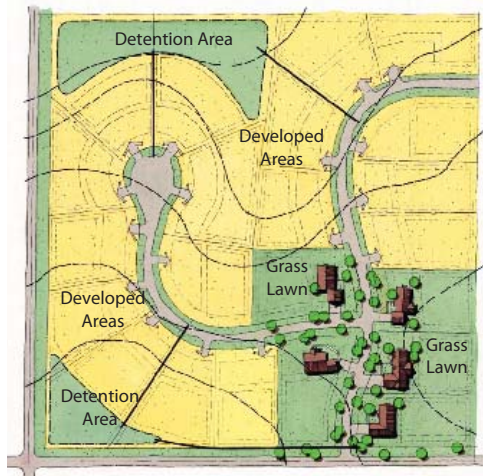 Detention Area
Developed
Areas
Grass
Lawn
Developed
Areas
Grass
Lawn
Detention
Area